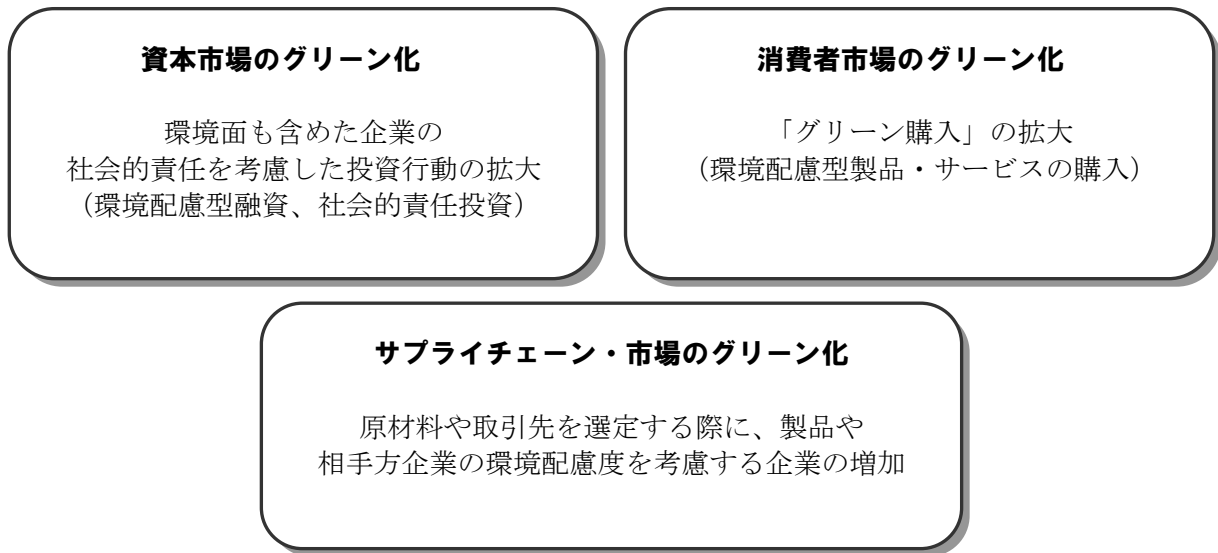 資本市場のグリーン化
環境面も含めた企業の
社会的責任を考慮した投資行動の拡大
（環境配慮型融資、社会的責任投資）
消費者市場のグリーン化
「グリーン購入」の拡大
（環境配慮型製品・サービスの購入）
サプライチェーン・市場のグリーン化
原材料や取引先を選定する際に、製品や
相手方企業の環境配慮度を考慮する企業の増加